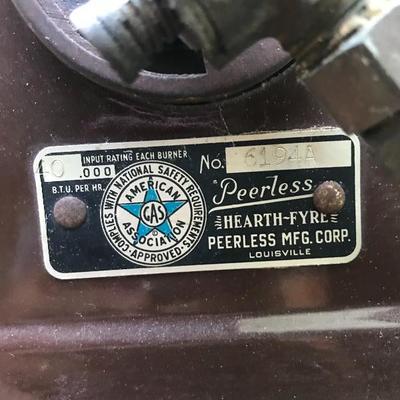 40 ,000 INPUT RATING EACH BURNER
B.T.U. PER HR.
COMPLIES WITH NATIONAL SAFETY REQUIREMENTS
APPROVED
AMERICAN
GAS
ASSOCIATION
No. 6194A
"Peerless"
HEARTH-FYRE
PEERLESS MFG. CORP.
LOUISVILLE